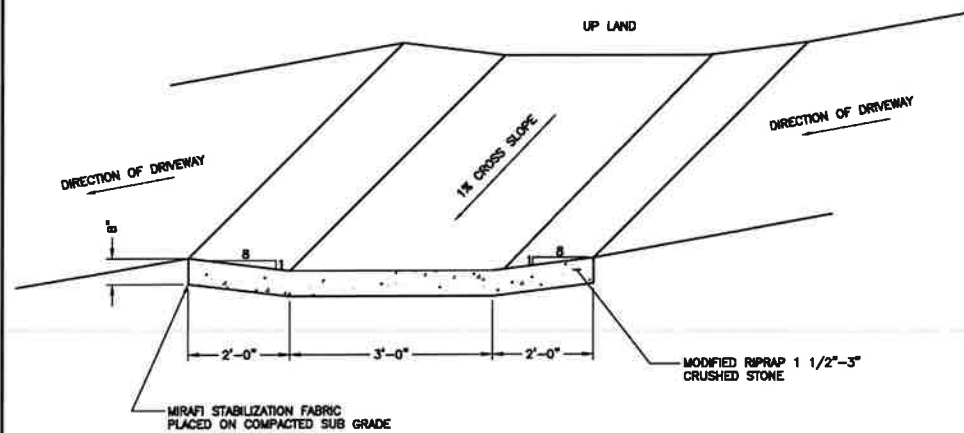 UP LAND
DIRECTION OF DRIVEWAY
1% CROSS SLOPE
DIRECTION OF DRIVEWAY
8"
8
1
1
8
2'-0"
3'-0"
2'-0"
MODIFIED RIPRAP 1 1/2"-3"
CRUSHED STONE
MIRAFI STABILIZATION FABRIC
PLACED ON COMPACTED SUB GRADE